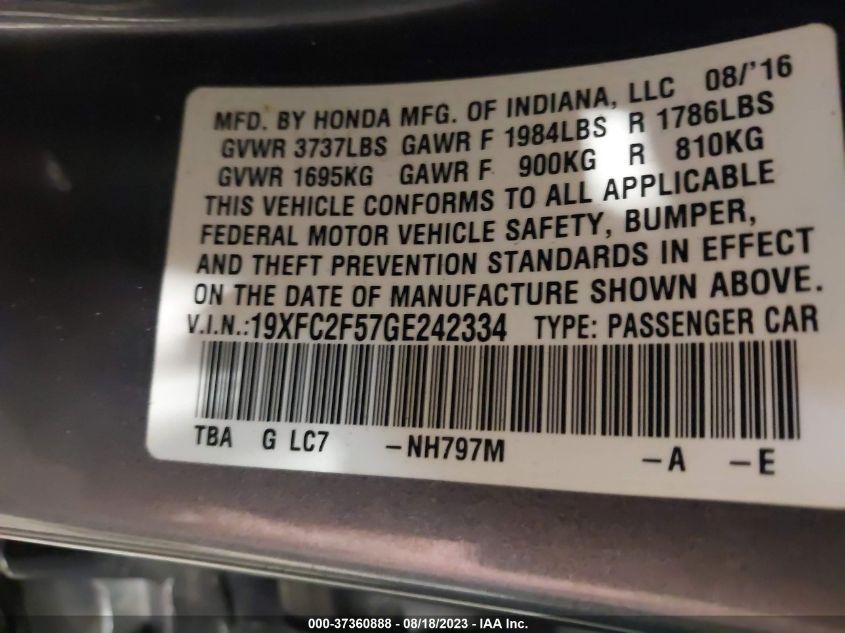 MFD. BY HONDA MFG. OF INDIANA, LLC 08/'16
GVWR 3737LBS GAWR F 1984LBS R 1786LBS
GVWR 1695KG GAWR F 900KG R 810KG
THIS VEHICLE CONFORMS TO ALL APPLICABLE
FEDERAL MOTOR VEHICLE SAFETY, BUMPER,
AND THEFT PREVENTION STANDARDS IN EFFECT
ON THE DATE OF MANUFACTURE SHOWN ABOVE.
V.I.N.:19XFC2F57GE242334 TYPE: PASSENGER CAR
TBA G LC7 -NH797M -A -E
000-37360888 - 08/18/2023 - IAA Inc.